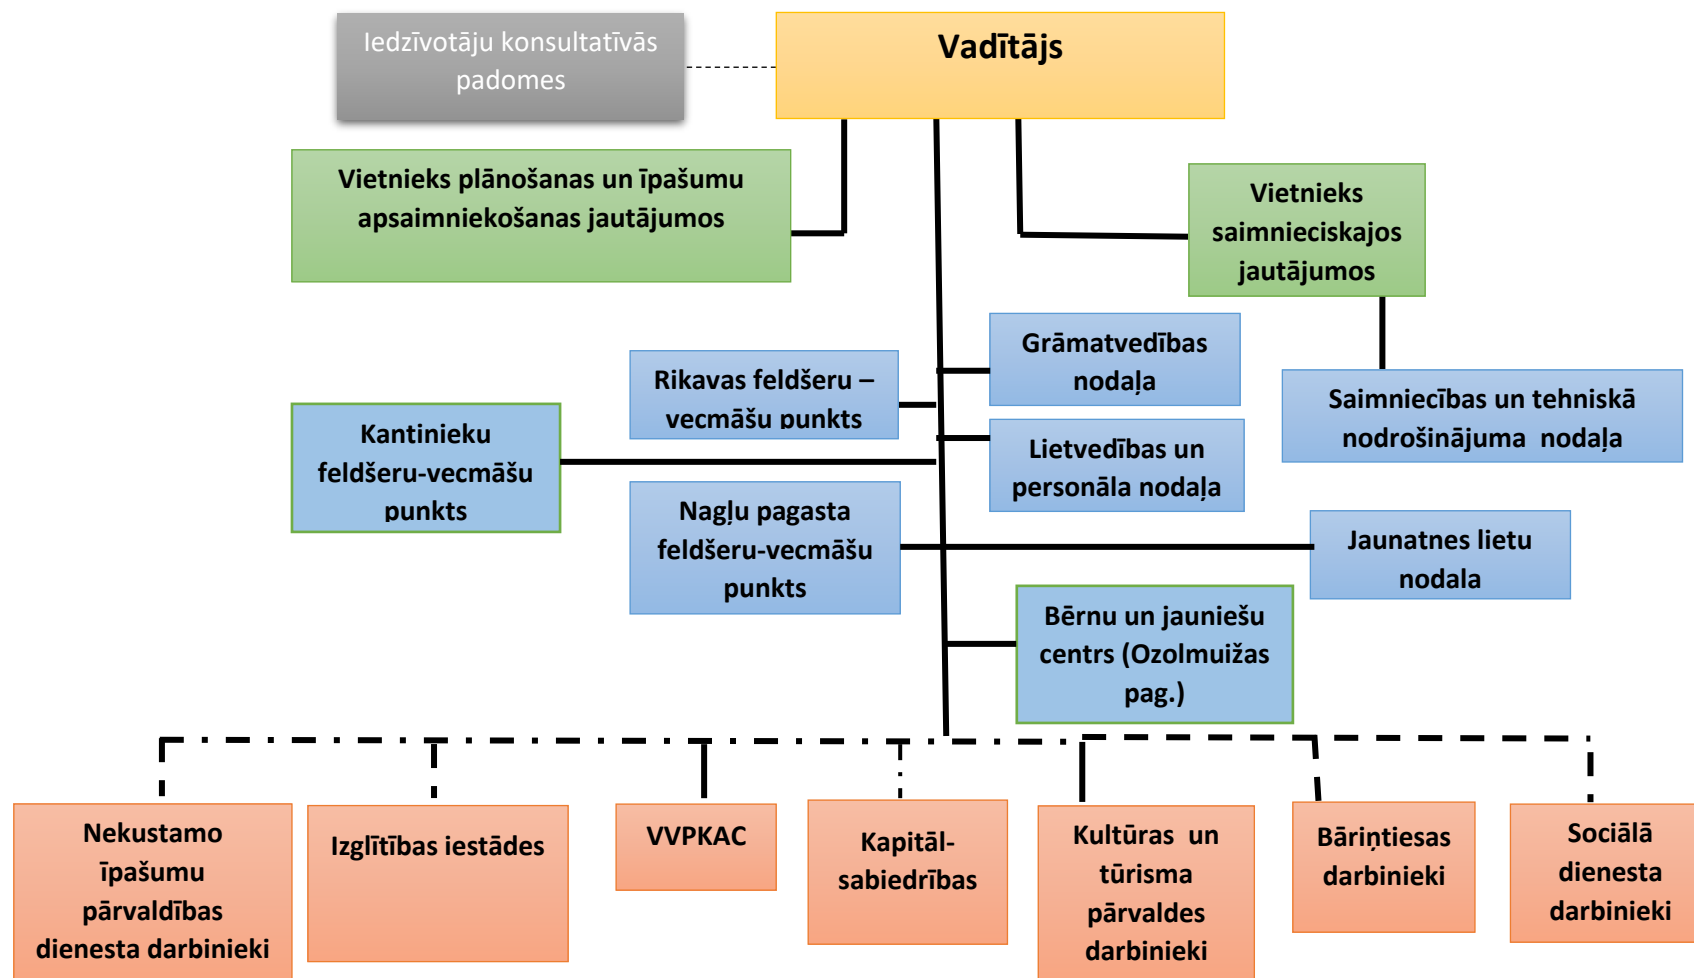 Iedzīvotāju konsultatīvās
padomes
Vadītājs
Vietnieks plānošanas un īpašumu
apsaimniekošanas jautājumos
Vietnieks
saimnieciskajos
jautājumos
Grāmatvedības
nodaļa
Rikavas feldšeru –
vecmāšu punkts
Saimniecības un tehniskā
nodrošinājuma nodaļa
Kantinieku
feldšeru-vecmāšu
punkts
Lietvedības un
personāla nodaļa
Nagļu pagasta
feldšeru-vecmāšu
punkts
Jaunatnes lietu
nodala
Bērnu un jauniešu
centrs (Ozolmuižas
pag.)
Nekustamo
īpašumu
pārvaldības
dienesta darbinieki
Izglītības iestādes
VVPKAC
Kapitāl-
sabiedrības
Kultūras un
tūrisma
pārvaldes
darbinieki
Bāriņtiesas
darbinieki
Sociālā
dienesta
darbinieki